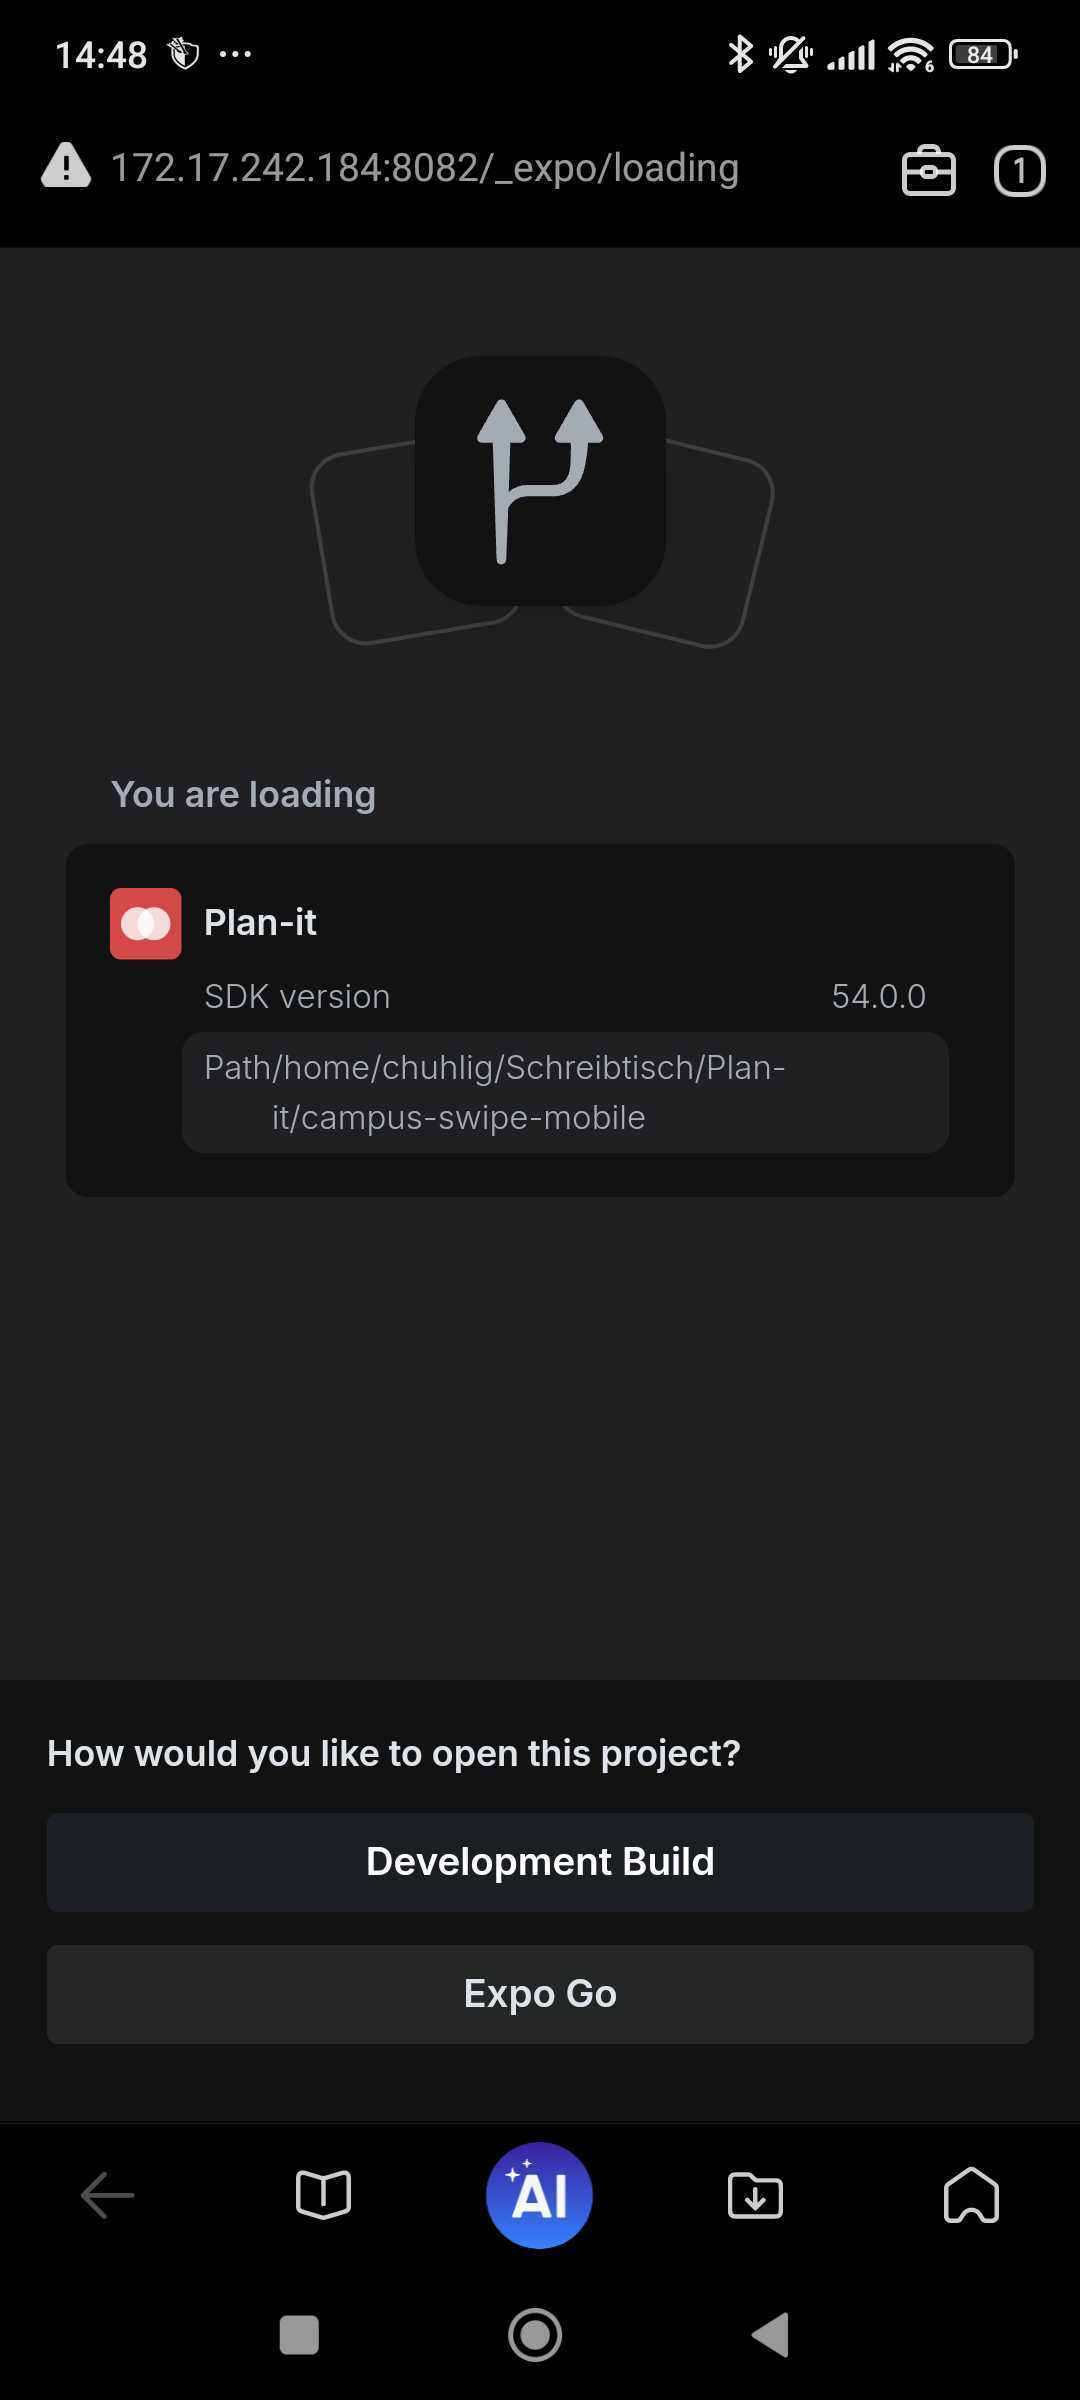 14:48
84
172.17.242.184:8082/_expo/loading
1
You are loading
Plan-it
SDK version 54.0.0
Path/home/chuhlig/Schreibtisch/Plan-
it/campus-swipe-mobile
How would you like to open this project?
Development Build
Expo Go
AI